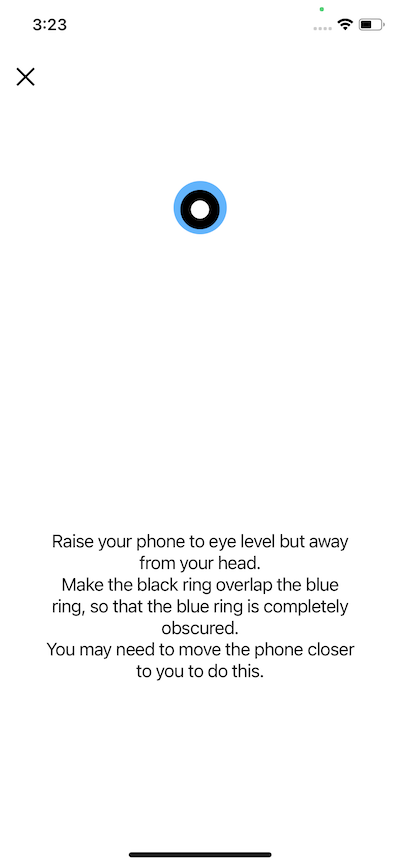 3:23
Raise your phone to eye level but away
from your head.
Make the black ring overlap the blue
ring, so that the blue ring is completely
obscured.
You may need to move the phone closer
to you to do this.